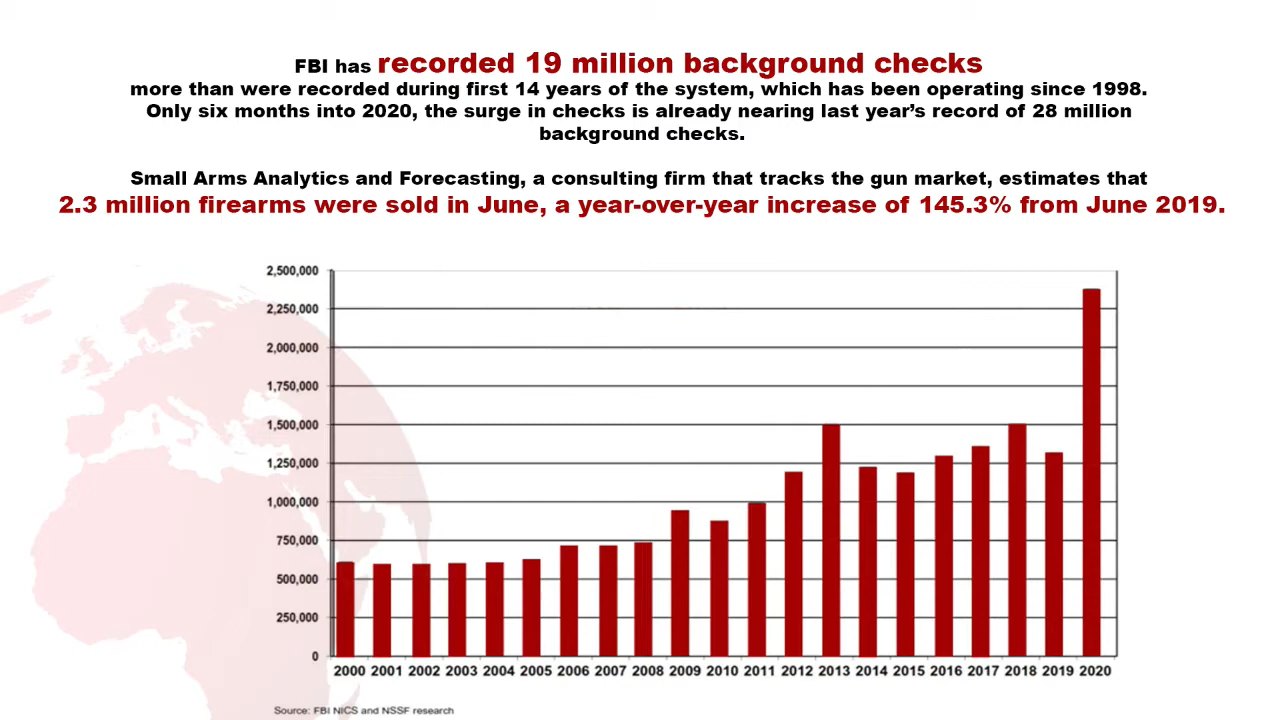 FBI has recorded 19 million background checks
more than were recorded during first 14 years of the system, which has been operating since 1998.
Only six months into 2020, the surge in checks is already nearing last year's record of 28 million
background checks.
Small Arms Analytics and Forecasting, a consulting firm that tracks the gun market, estimates that
2.3 million firearms were sold in June, a year-over-year increase of 145.3% from June 2019.
2,500,000
2,250,000
2,000,000
1,750,000
1,500,000
1,250,000
1,000,000
750,000
500,000
250,000
0
2000 2001 2002 2003 2004 2005 2006 2007 2008 2009 2010 2011 2012 2013 2014 2015 2016 2017 2018 2019 2020
Source: FBI NICS and NSSF research